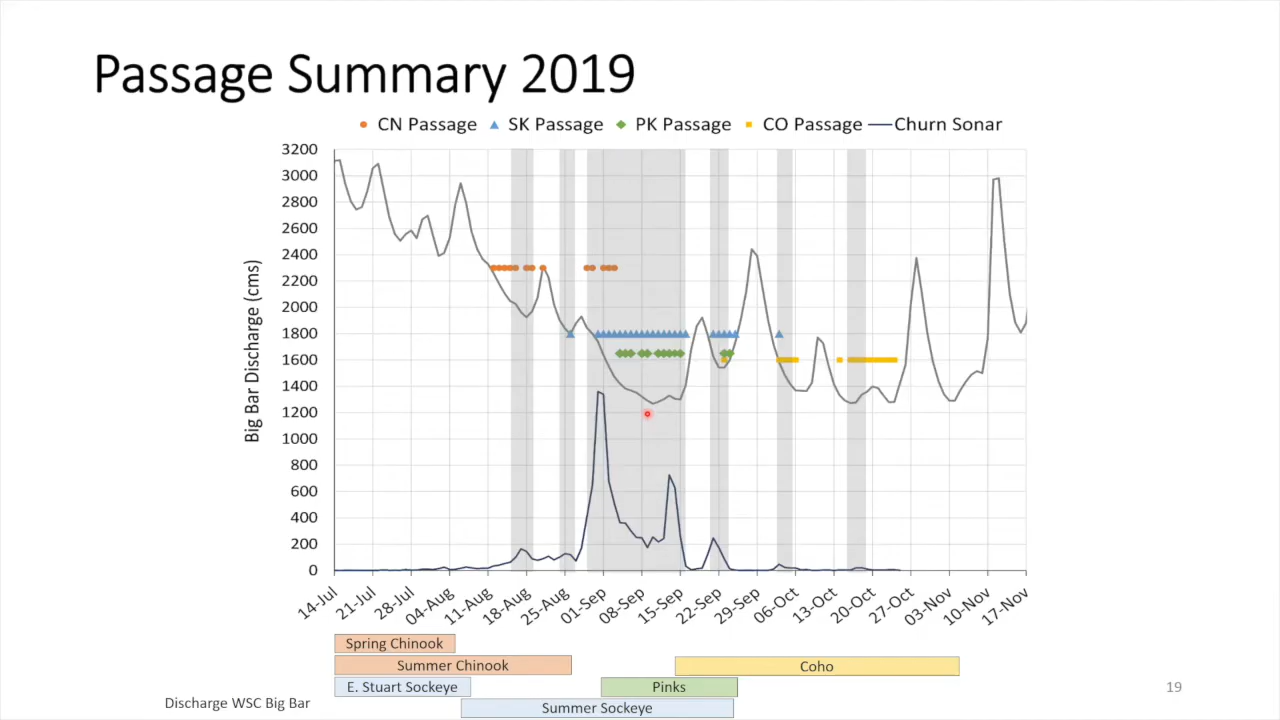 Passage Summary 2019
CN Passage SK Passage PK Passage CO Passage Churn Sonar
Big Bar Discharge (cms)
3200
3000
2800
2600
2400
2200
2000
1800
1600
1400
1200
1000
800
600
400
200
0
14-Jul 21-Jul 28-Jul 04-Aug 11-Aug 18-Aug 25-Aug 01-Sep 08-Sep 15-Sep 22-Sep 29-Sep 06-Oct 13-Oct 20-Oct 27-Oct 03-Nov 10-Nov 17-Nov
Spring Chinook
Summer Chinook Coho
E. Stuart Sockeye Pinks 19
Discharge WSC Big Bar Summer Sockeye